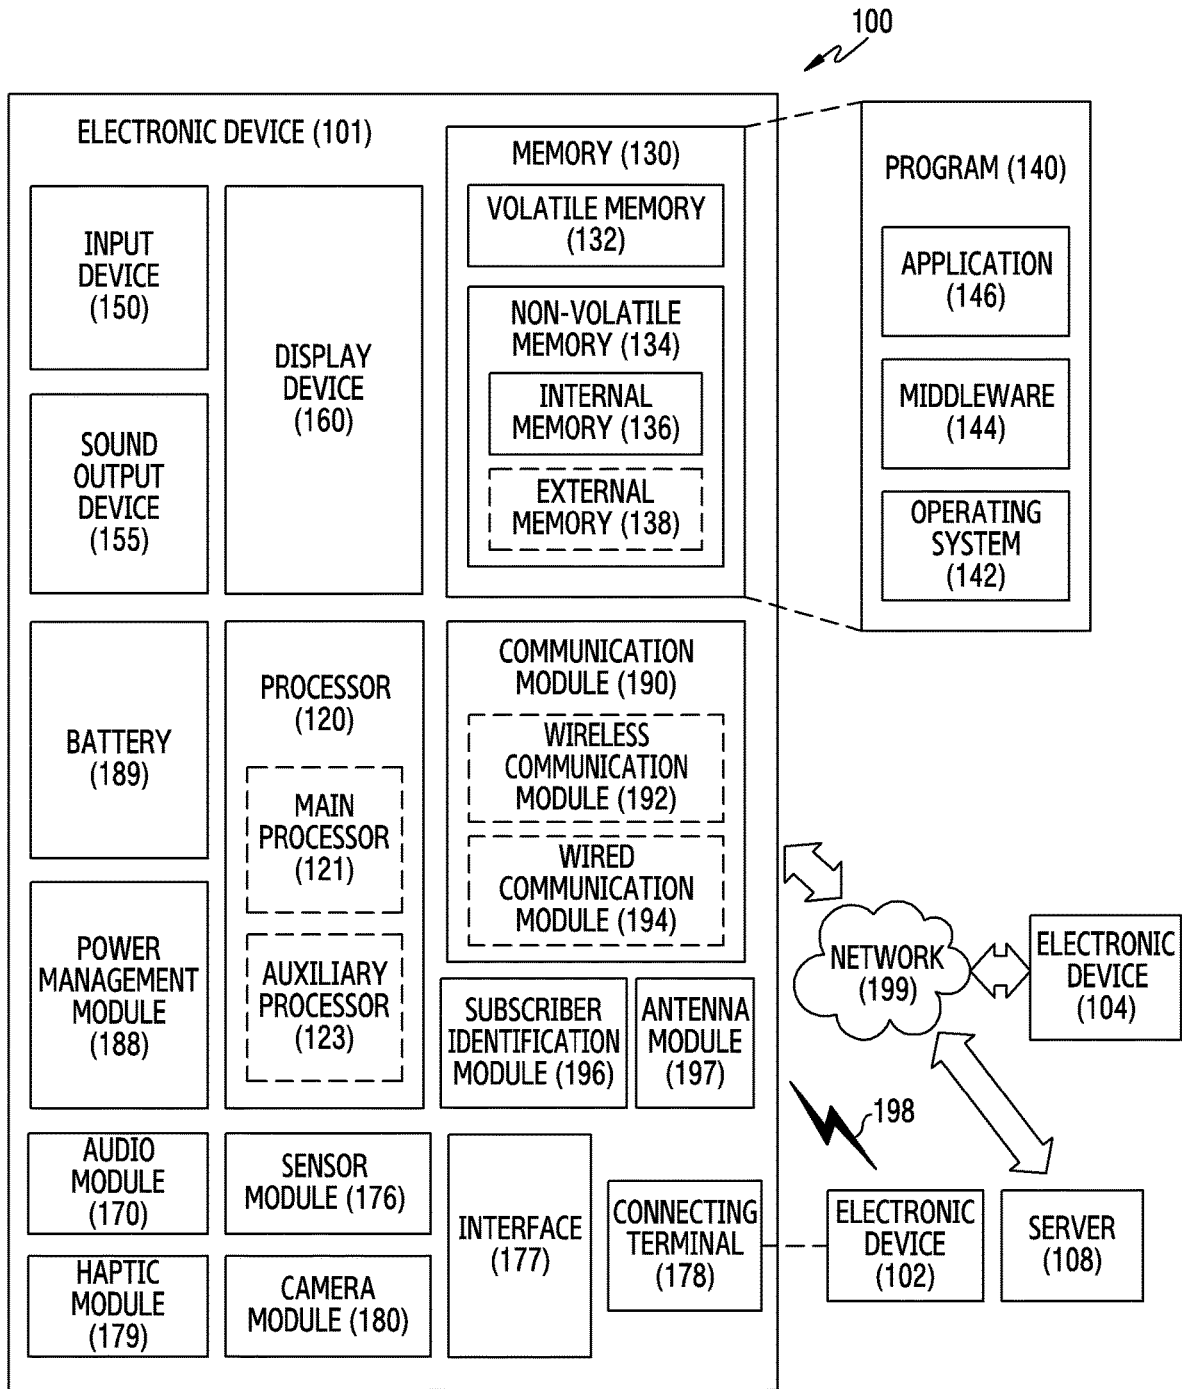 100
ELECTRONIC DEVICE (101)
INPUT
DEVICE
(150)
SOUND
OUTPUT
DEVICE
(155)
DISPLAY
DEVICE
(160)
MEMORY (130)
VOLATILE MEMORY
(132)
NON-VOLATILE
MEMORY (134)
INTERNAL
MEMORY (136)
EXTERNAL
MEMORY (138)
PROGRAM (140)
APPLICATION
(146)
MIDDLEWARE
(144)
OPERATING
SYSTEM
(142)
BATTERY
(189)
POWER
MANAGEMENT
MODULE
(188)
PROCESSOR
(120)
MAIN
PROCESSOR
(121)
AUXILIARY
PROCESSOR
(123)
COMMUNICATION
MODULE (190)
WIRELESS
COMMUNICATION
MODULE (192)
WIRED
COMMUNICATION
MODULE (194)
SUBSCRIBER
IDENTIFICATION
MODULE (196)
ANTENNA
MODULE
(197)
NETWORK
(199)
ELECTRONIC
DEVICE
(104)
198
AUDIO
MODULE
(170)
SENSOR
MODULE (176)
HAPTIC
MODULE
(179)
CAMERA
MODULE (180)
INTERFACE
(177)
CONNECTING
TERMINAL
(178)
ELECTRONIC
DEVICE
(102)
SERVER
(108)